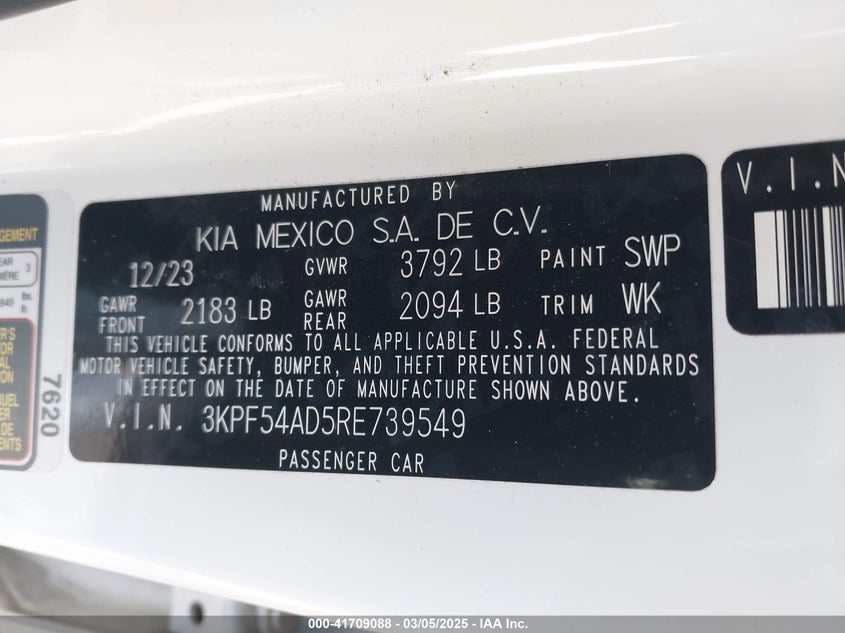 MANUFACTURED BY
KIA MEXICO S.A. DE C.V.
12/23 GVWR 3792 LB PAINT SWP
GAWR FRONT 2183 LB GAWR REAR 2094 LB TRIM WK
THIS VEHICLE CONFORMS TO ALL APPLICABLE U.S.A. FEDERAL
MOTOR VEHICLE SAFETY, BUMPER, AND THEFT PREVENTION STANDARDS
IN EFFECT ON THE DATE OF MANUFACTURE SHOWN ABOVE.
V.I.N. 3KPF54AD5RE739549
PASSENGER CAR
7620
V.I.N
000-41709088 - 03/05/2025 - IAA Inc.